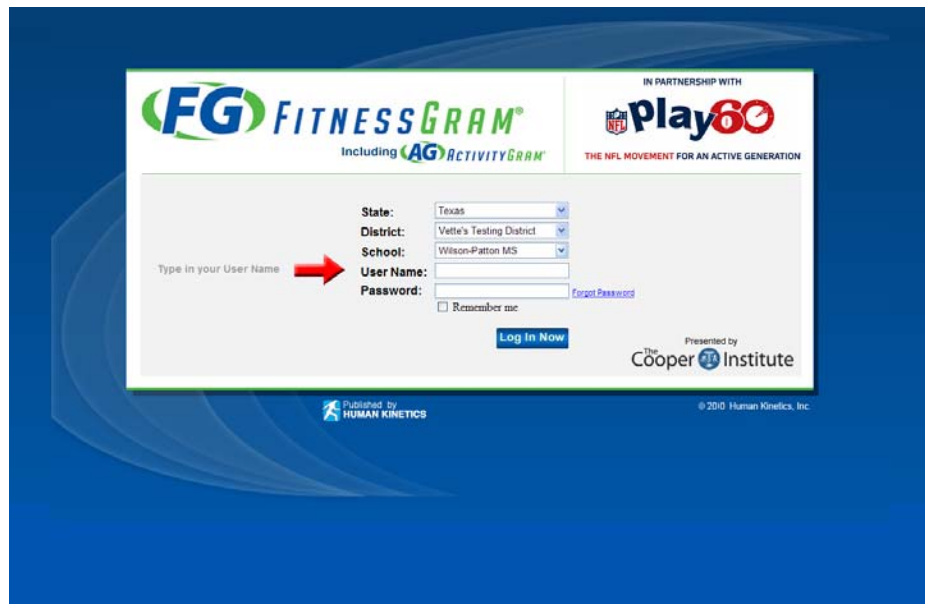 IN PARTNERSHIP WITH
FG FITNESSGRAM®
NFL Play60
Including AG ACTIVITYGRAM®
THE NFL MOVEMENT FOR AN ACTIVE GENERATION
State: Texas
District: Vette's Testing District
School: Wilson-Patton MS
Type in your User Name
User Name:
Password:
Forgot Password
Remember me
Log In Now
Presented by
The Cooper Institute
Published by
HUMAN KINETICS
© 2010 Human Kinetics, Inc